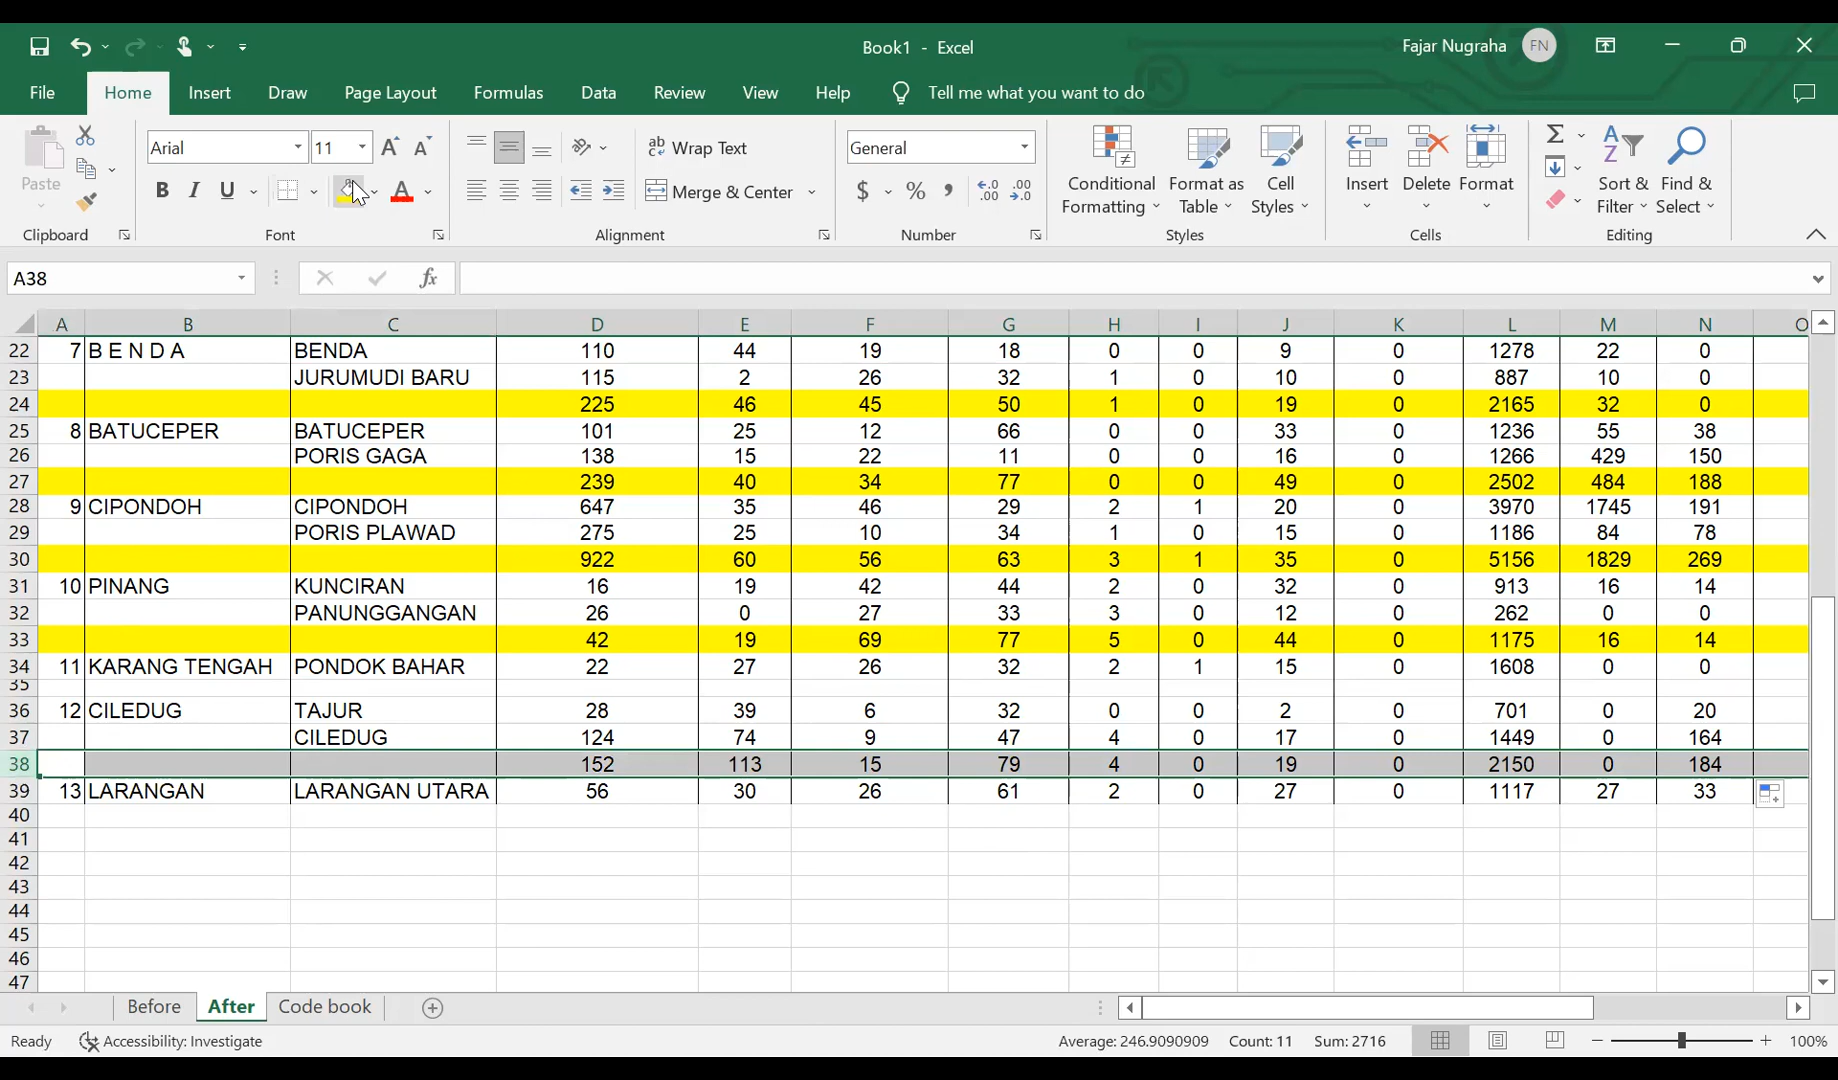 Book1 - Excel
Fajar Nugraha FN
File Home Insert Draw Page Layout Formulas Data Review View Help Tell me what you want to do
Paste
Clipboard
Arial 11
B I U A
Font
Wrap Text
Merge & Center
Alignment
General
$ % ,
Number
Conditional Formatting
Format as Table
Cell Styles
Styles
Insert Delete Format
Cells
Sort & Filter
Find & Select
Editing
A38 fx
A B C D E F G H I J K L M N O
22 7 B E N D A BENDA 110 44 19 18 0 0 9 0 1278 22 0
23 JURUMUDI BARU 115 2 26 32 1 0 10 0 887 10 0
24 225 46 45 50 1 0 19 0 2165 32 0
25 8 BATUCEPER BATUCEPER 101 25 12 66 0 0 33 0 1236 55 38
26 PORIS GAGA 138 15 22 11 0 0 16 0 1266 429 150
27 239 40 34 77 0 0 49 0 2502 484 188
28 9 CIPONDOH CIPONDOH 647 35 46 29 2 1 20 0 3970 1745 191
29 PORIS PLAWAD 275 25 10 34 1 0 15 0 1186 84 78
30 922 60 56 63 3 1 35 0 5156 1829 269
31 10 PINANG KUNCIRAN 16 19 42 44 2 0 32 0 913 16 14
32 PANUNGGANGAN 26 0 27 33 3 0 12 0 262 0 0
33 42 19 69 77 5 0 44 0 1175 16 14
34 11 KARANG TENGAH PONDOK BAHAR 22 27 26 32 2 1 15 0 1608 0 0
35
36 12 CILEDUG TAJUR 28 39 6 32 0 0 2 0 701 0 20
37 CILEDUG 124 74 9 47 4 0 17 0 1449 0 164
38 152 113 15 79 4 0 19 0 2150 0 184
39 13 LARANGAN LARANGAN UTARA 56 30 26 61 2 0 27 0 1117 27 33
40
41
42
43
44
45
46
47
Before After Code book
Ready Accessibility: Investigate Average: 246.9090909 Count: 11 Sum: 2716 100%